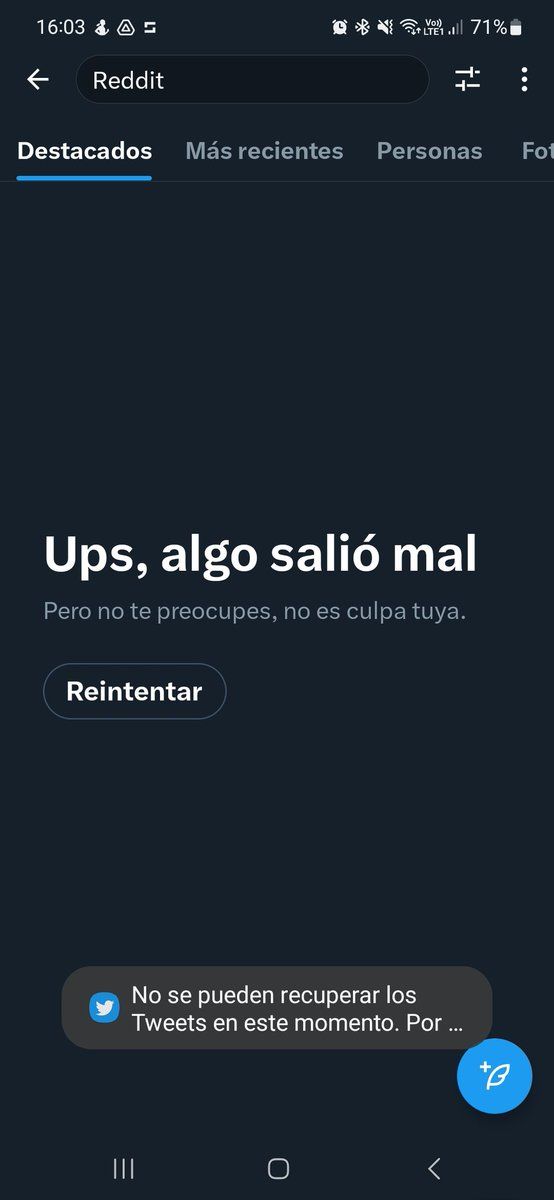 16:03 Vo)) LTE1 71%
Reddit
Destacados Más recientes Personas Fot
Ups, algo salió mal
Pero no te preocupes, no es culpa tuya.
Reintentar
No se pueden recuperar los
Tweets en este momento. Por ...